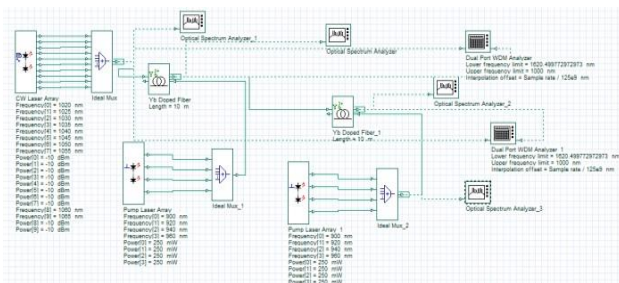 Optical Spectrum Analyzer_1
Optical Spectrum Analyzer
Dual Port WDM Analyzer
Lower frequency limit = 1620.499772972973 nm
Upper frequency limit = 1000 nm
Interpolation offset = Sample rate / 125e9 nm
CW Laser Array
Frequency[0] = 1020 nm
Frequency[1] = 1025 nm
Frequency[2] = 1030 nm
Frequency[3] = 1035 nm
Frequency[4] = 1040 nm
Frequency[5] = 1045 nm
Frequency[6] = 1050 nm
Frequency[7] = 1055 nm
Power[0] = -10 dBm
Power[1] = -10 dBm
Power[2] = -10 dBm
Power[3] = -10 dBm
Power[4] = -10 dBm
Power[5] = -10 dBm
Power[6] = -10 dBm
Power[7] = -10 dBm
Frequency[8] = 1060 nm
Frequency[9] = 1065 nm
Power[8] = -10 dBm
Power[9] = -10 dBm
Ideal Mux
Yb Doped Fiber
Length = 10 m
Optical Spectrum Analyzer_2
Yb Doped Fiber_1
Length = 10 m
Dual Port WDM Analyzer_1
Lower frequency limit = 1620.499772972973 nm
Upper frequency limit = 1000 nm
Interpolation offset = Sample rate / 125e9 nm
Pump Laser Array
Frequency[0] = 900 nm
Frequency[1] = 920 nm
Frequency[2] = 940 nm
Frequency[3] = 960 nm
Power[0] = 250 mW
Power[1] = 250 mW
Power[2] = 250 mW
Power[3] = 250 mW
Ideal Mux_1
Pump Laser Array_1
Frequency[0] = 900 nm
Frequency[1] = 920 nm
Frequency[2] = 940 nm
Frequency[3] = 960 nm
Power[0] = 250 mW
Power[1] = 250 mW
Power[2] = 250 mW
Power[3] = 250 mW
Ideal Mux_2
Optical Spectrum Analyzer_3